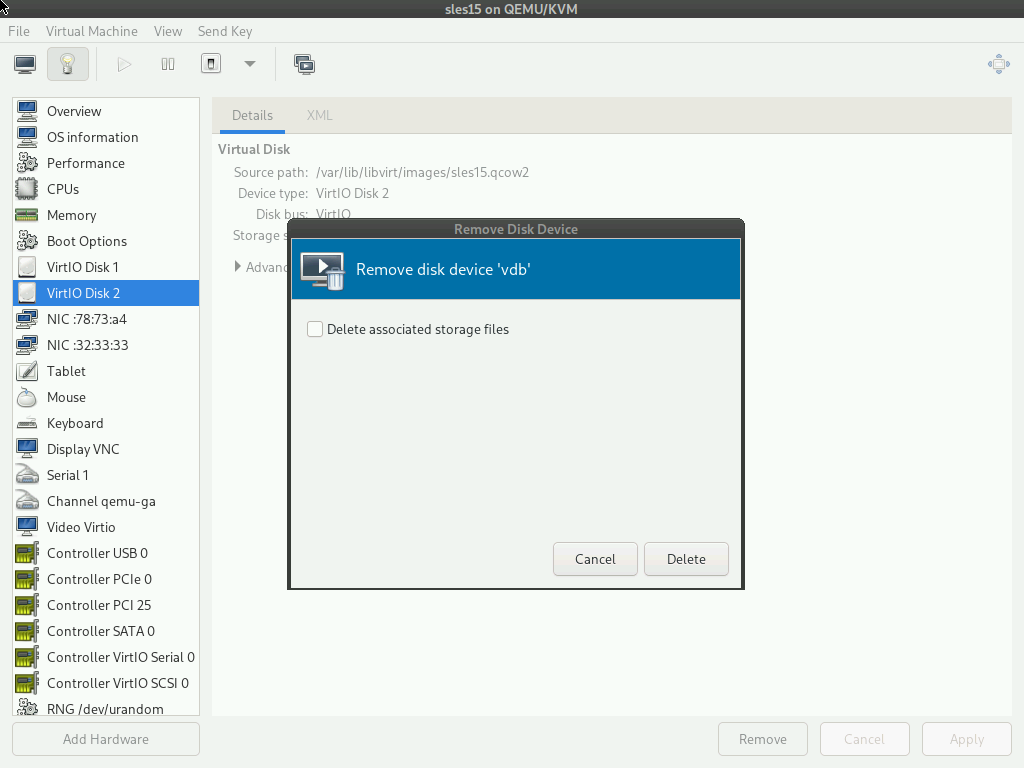 sles15 on QEMU/KVM
File Virtual Machine View Send Key
Overview
OS information
Performance
CPUs
Memory
Boot Options
VirtIO Disk 1
VirtIO Disk 2
NIC :78:73:a4
NIC :32:33:33
Tablet
Mouse
Keyboard
Display VNC
Serial 1
Channel qemu-ga
Video Virtio
Controller USB 0
Controller PCIe 0
Controller PCI 25
Controller SATA 0
Controller VirtIO Serial 0
Controller VirtIO SCSI 0
RNG /dev/urandom
Add Hardware
Details XML
Virtual Disk
Source path: /var/lib/libvirt/images/sles15.qcow2
Device type: VirtIO Disk 2
Disk bus: VirtIO
Storage
Remove Disk Device
Remove disk device 'vdb'
Delete associated storage files
Cancel Delete
Remove Cancel Apply